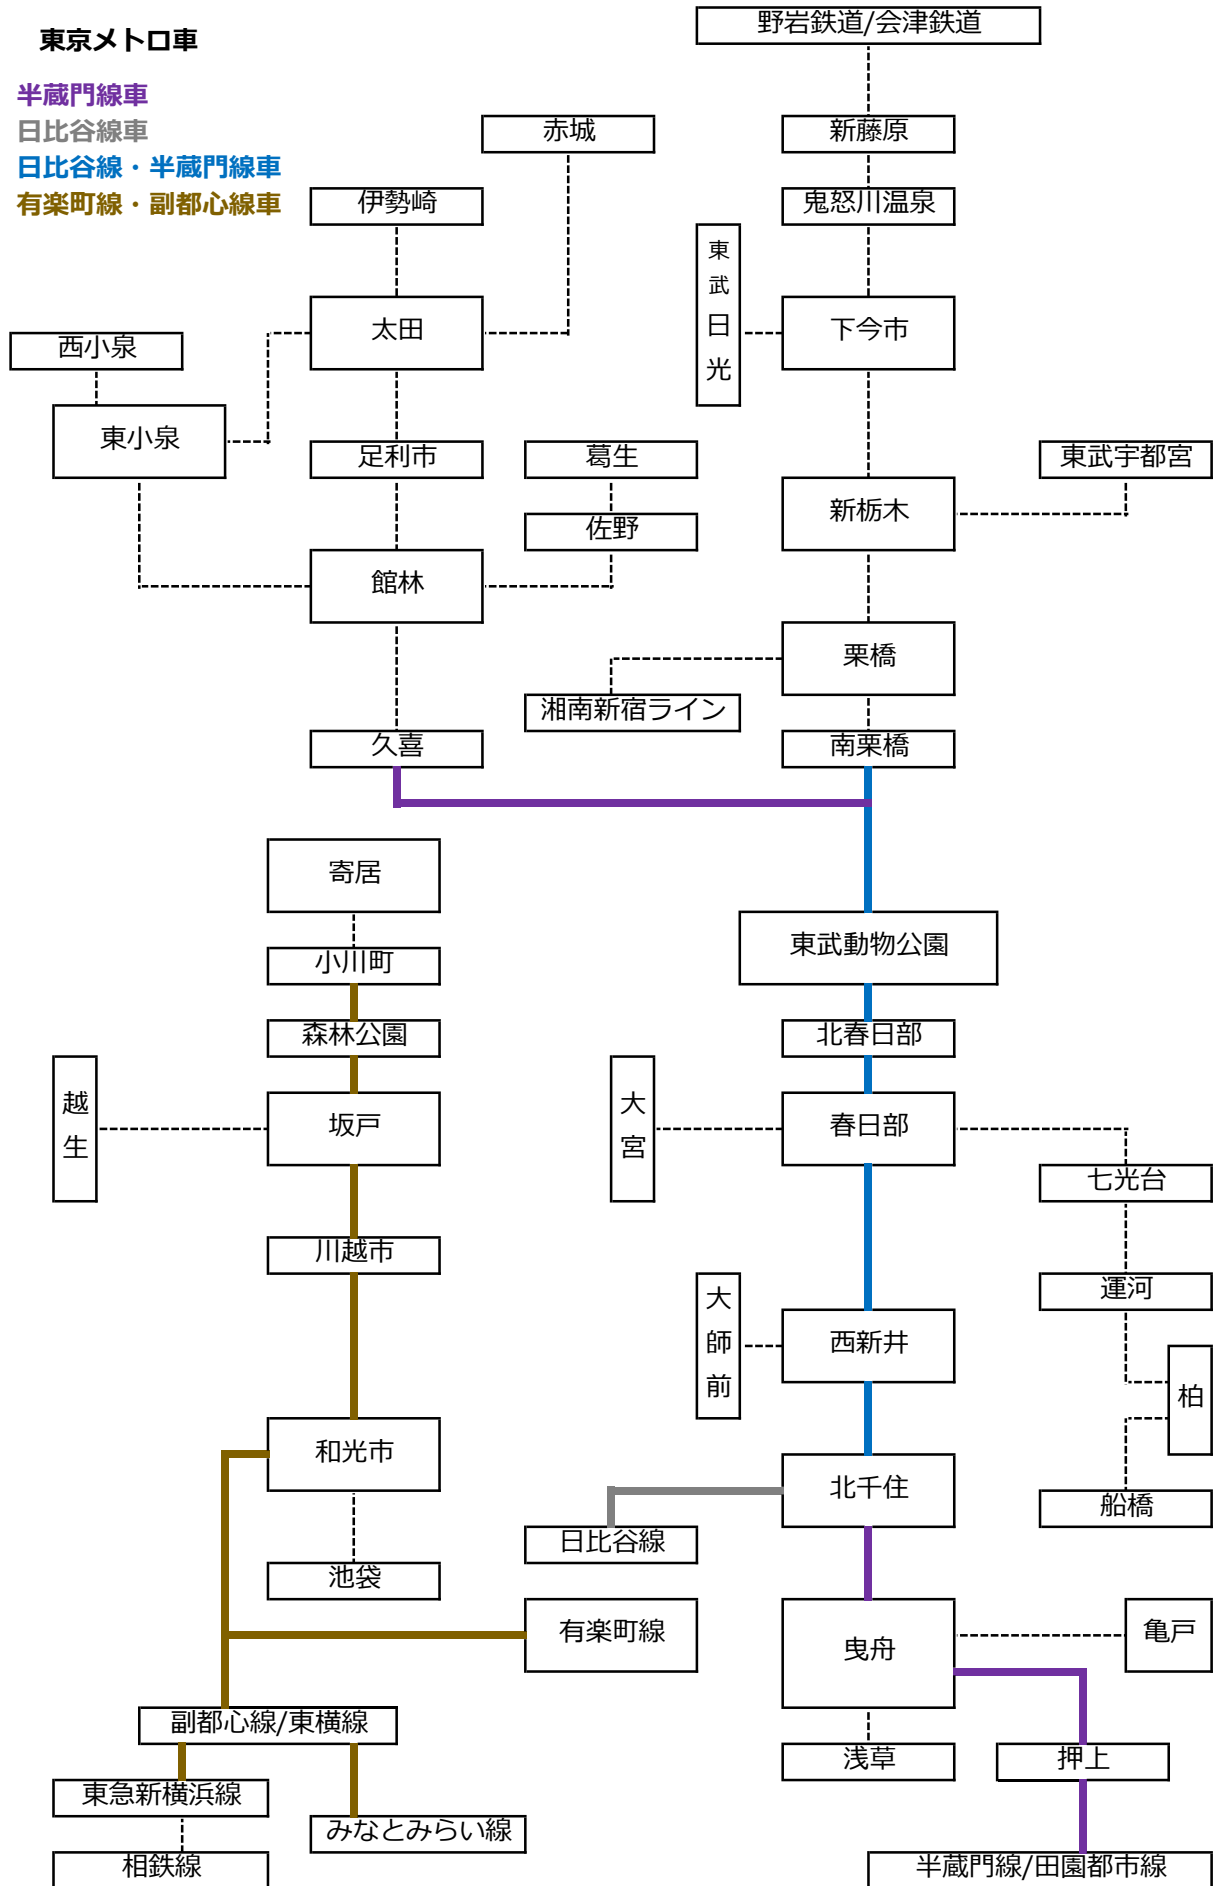 東京メトロ車
半蔵門線車
日比谷線車
日比谷線・半蔵門線車
有楽町線・副都心線車
野岩鉄道/会津鉄道
赤城
新藤原
伊勢崎
鬼怒川温泉
東武日光
太田
下今市
西小泉
東小泉
足利市
葛生
東武宇都宮
新栃木
佐野
館林
栗橋
湘南新宿ライン
久喜
南栗橋
寄居
東武動物公園
小川町
森林公園
北春日部
越生
坂戸
大宮
春日部
七光台
川越市
運河
大師前
西新井
柏
和光市
北千住
船橋
日比谷線
池袋
有楽町線
曳舟
亀戸
副都心線/東横線
浅草
押上
東急新横浜線
みなとみらい線
相鉄線
半蔵門線/田園都市線